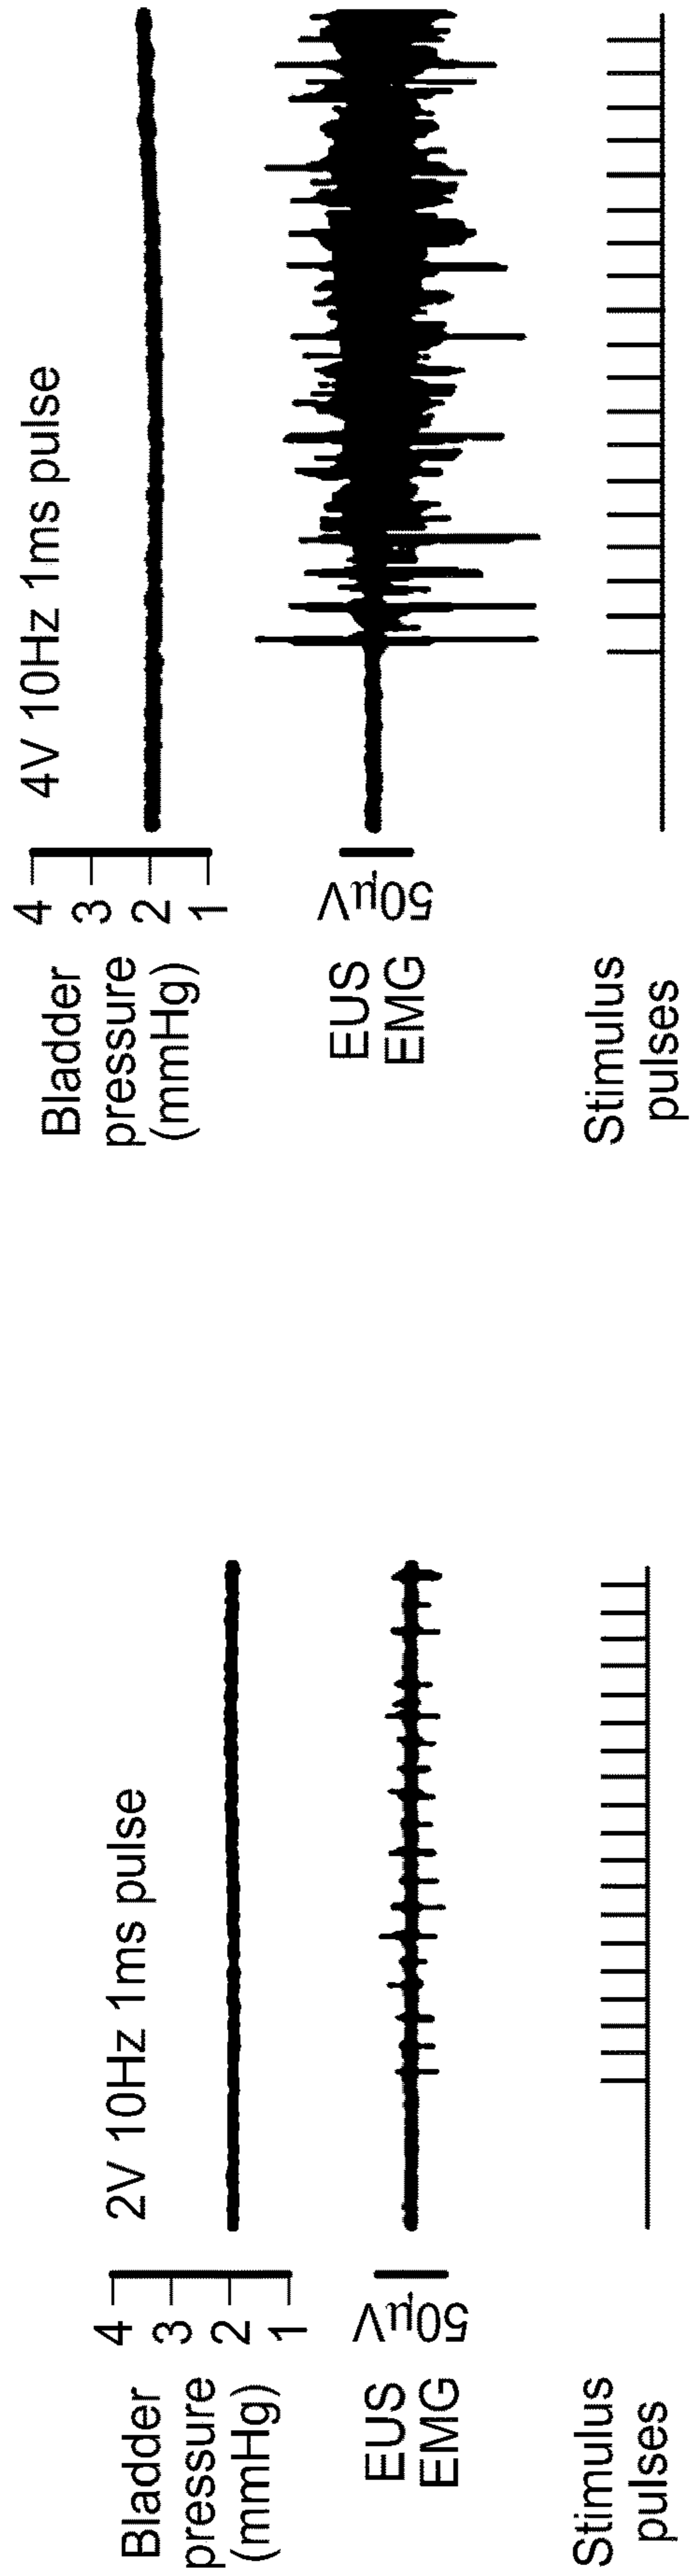 2V 10Hz 1ms pulse
Bladder
pressure
(mmHg)
4
3
2
1
EUS
EMG
50µV
Stimulus
pulses
4V 10Hz 1ms pulse
Bladder
pressure
(mmHg)
4
3
2
1
EUS
EMG
50µV
Stimulus
pulses